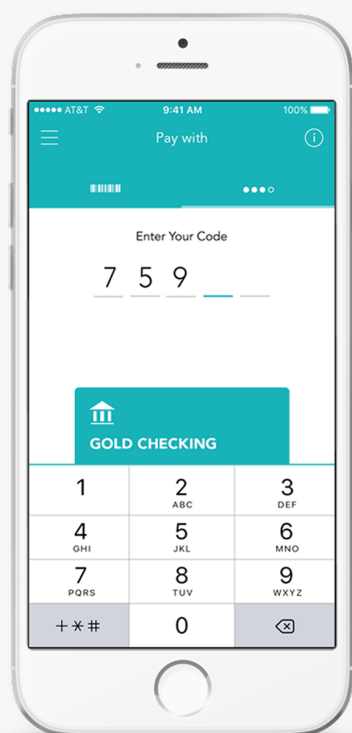 AT&T 9:41 AM 100%
Pay with
Enter Your Code
7 5 9
GOLD CHECKING
1 2 3
ABC DEF
4 5 6
GHI JKL MNO
7 8 9
PQRS TUV WXYZ
+*# 0